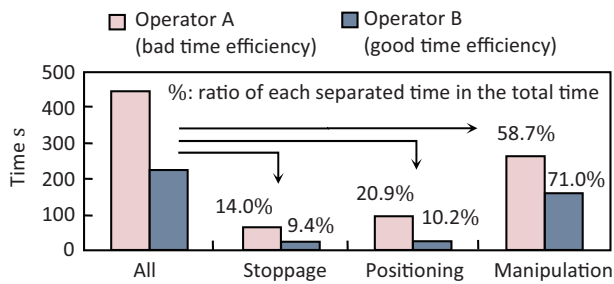 Operator A
(bad time efficiency)
Operator B
(good time efficiency)
%: ratio of each separated time in the total time
Time s
500
400
300
200
100
0
14.0%
9.4%
20.9%
10.2%
58.7%
71.0%
All
Stoppage
Positioning
Manipulation